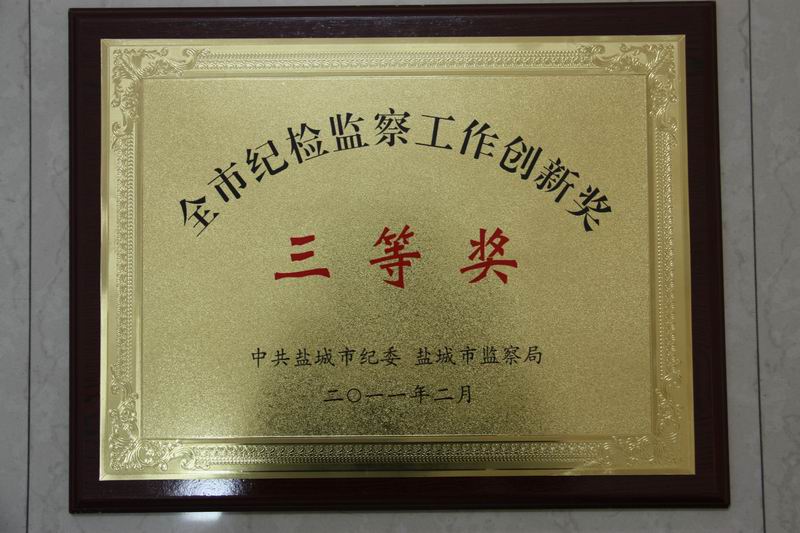 全市纪检监察工作创新奖
三等奖
中共盐城市纪委 盐城市监察局
二〇一一年二月